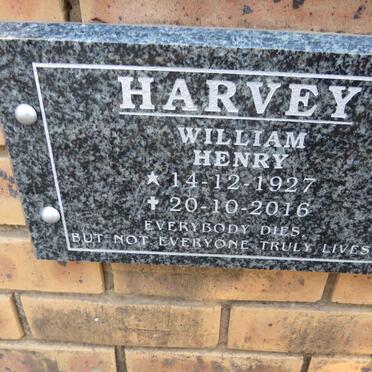 HARVEY
WILLIAM
HENRY
★ 14-12-1927
✝ 20-10-2016
EVERYBODY DIES,
BUT NOT EVERYONE TRULY LIVES